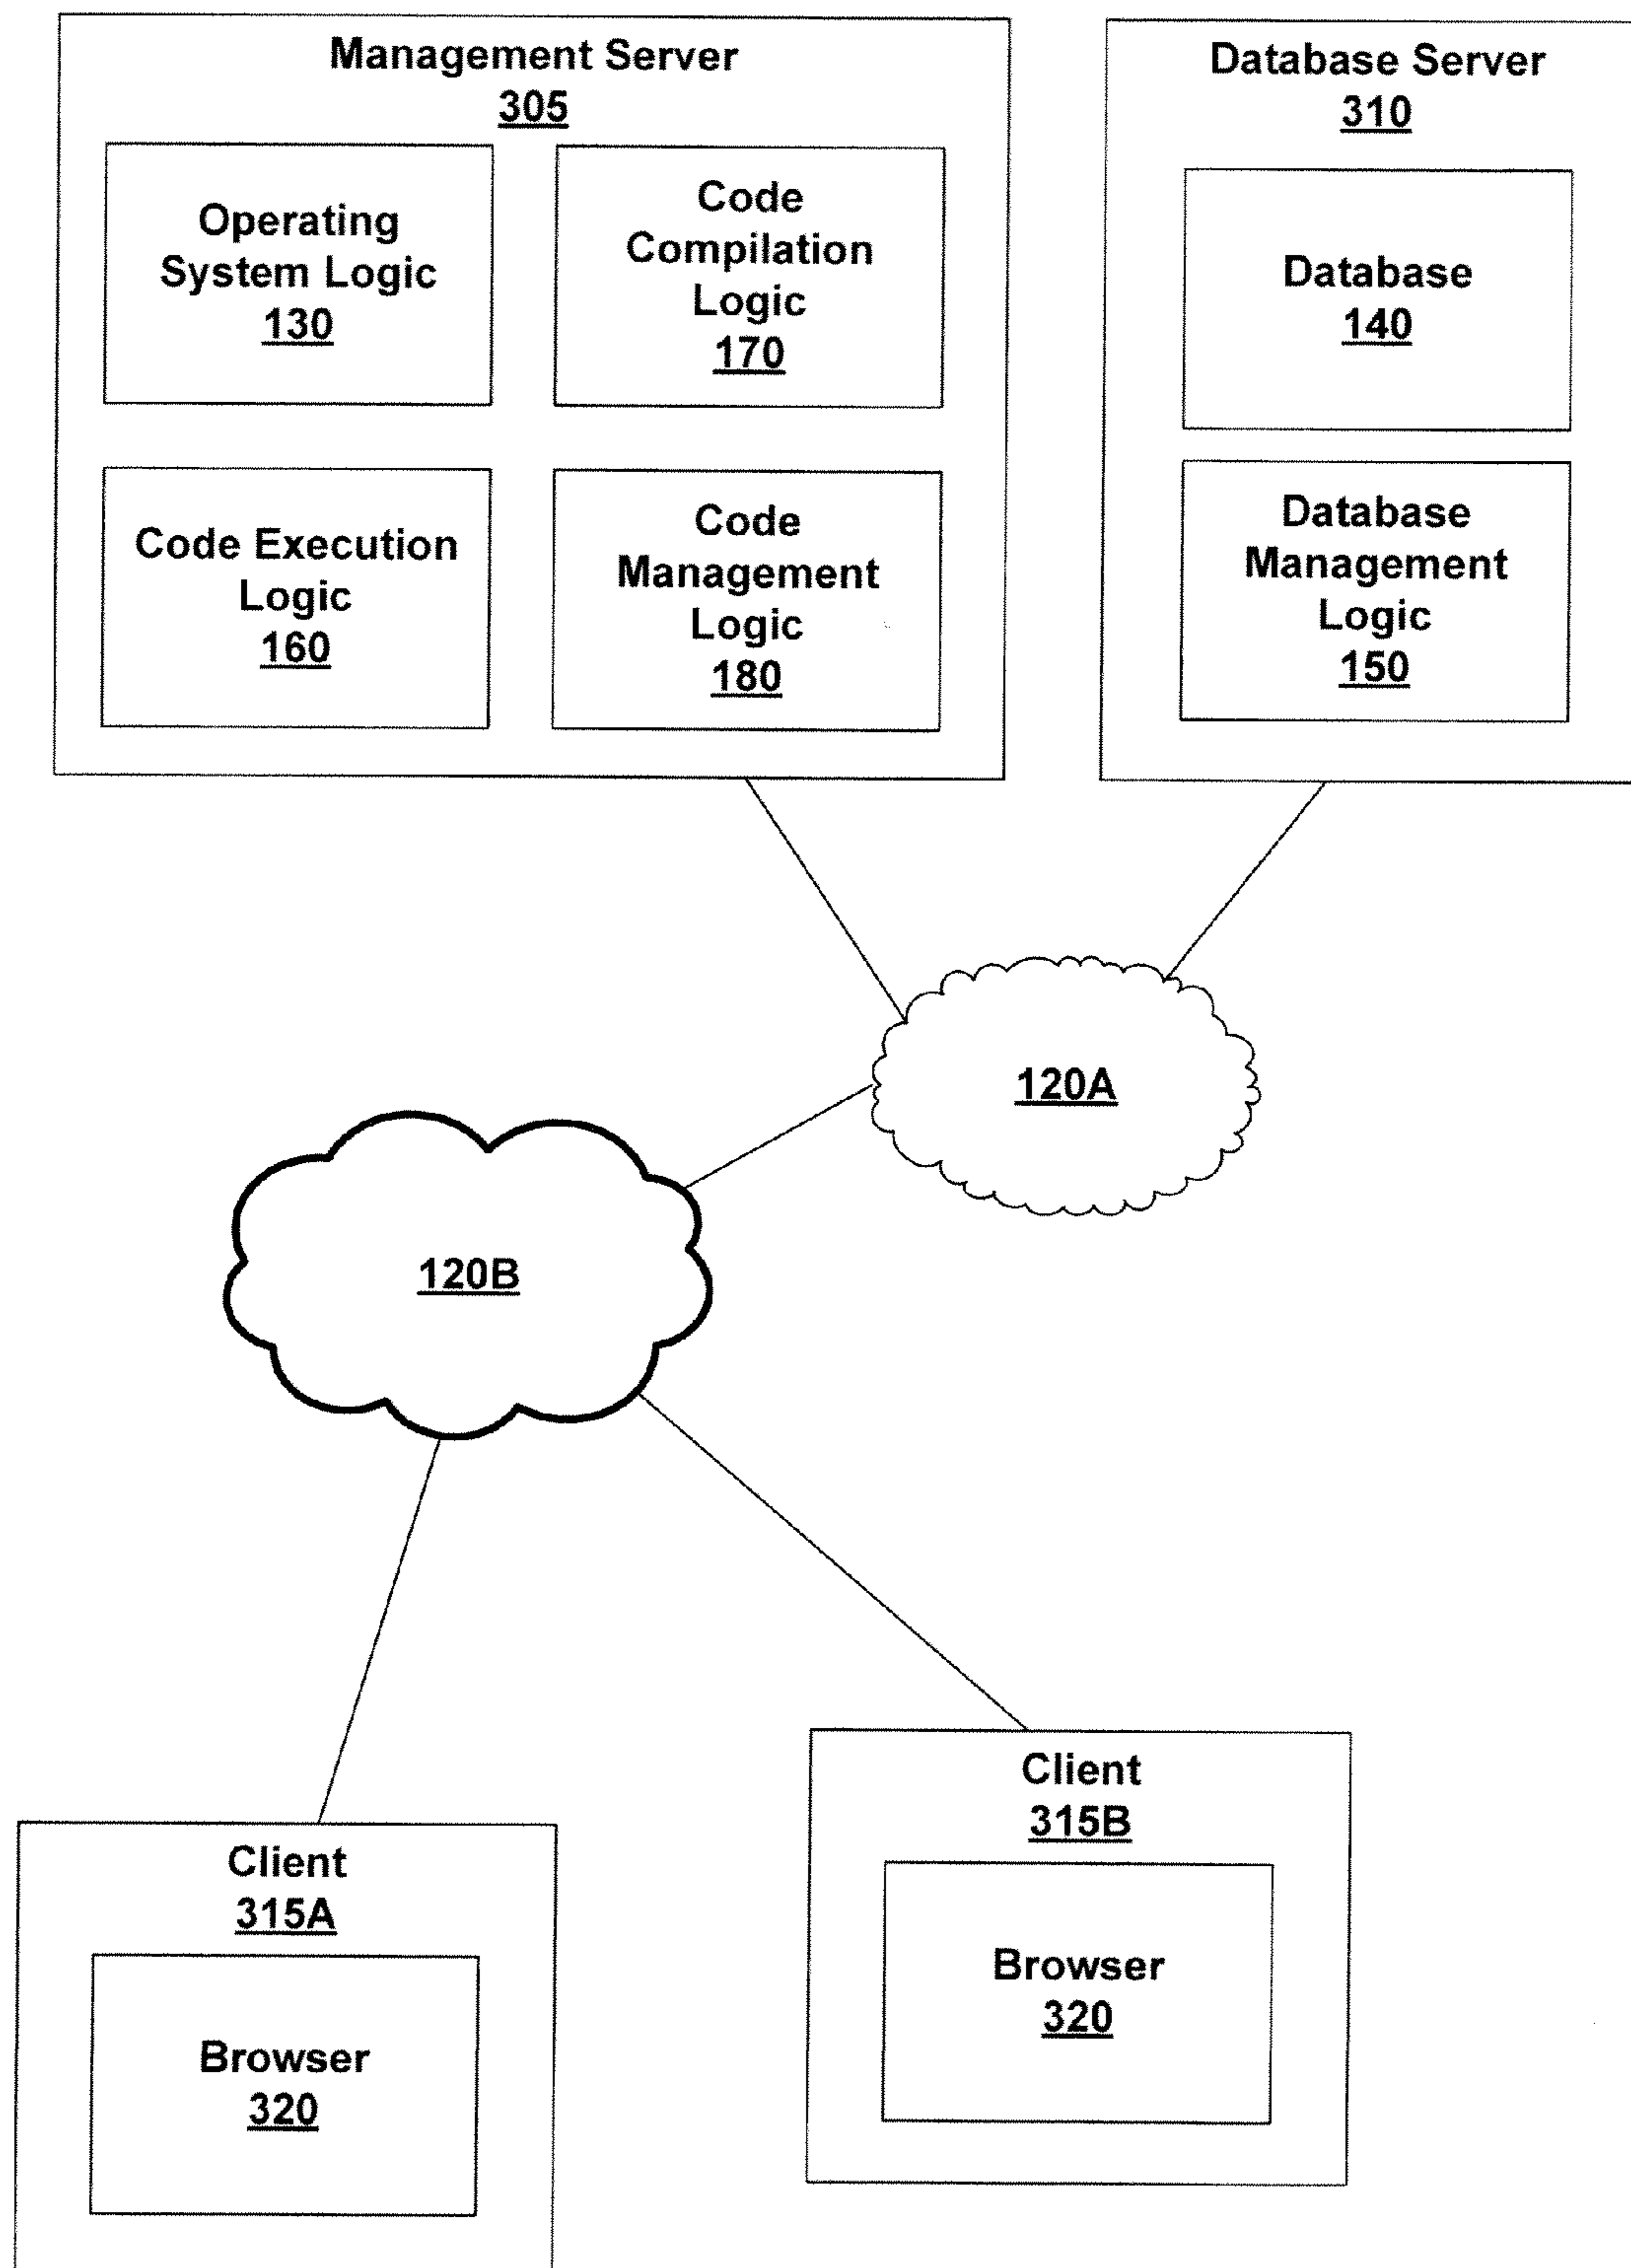 Management Server
305
Operating
System Logic
130
Code
Compilation
Logic
170
Code Execution
Logic
160
Code
Management
Logic
180
Database Server
310
Database
140
Database
Management
Logic
150
120A
120B
Client
315A
Browser
320
Client
315B
Browser
320